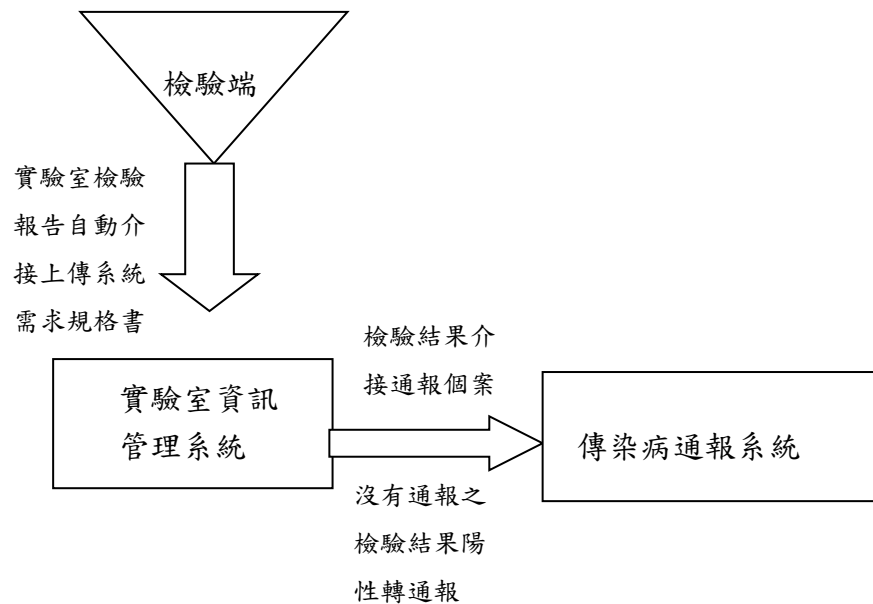 檢驗端
實驗室檢驗
報告自動介
接上傳系統
需求規格書
實驗室資訊
管理系統
檢驗結果介
接通報個案
沒有通報之
檢驗結果陽
性轉通報
傳染病通報系統